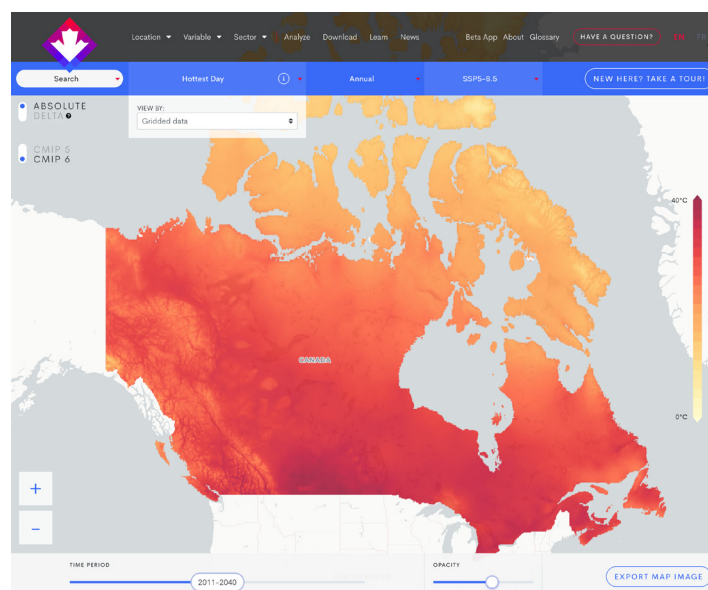 Location Variable Sector Analyze Download Learn News Beta App About Glossary HAVE A QUESTION? EN FR
Search Hottest Day i Annual SSP5-8.5 NEW HERE? TAKE A TOUR!
ABSOLUTE
DELTA ?
VIEW BY:
Gridded data
CMIP 5
CMIP 6
40°C
CANADA
0°C
+
−
TIME PERIOD OPACITY
2011-2040
EXPORT MAP IMAGE